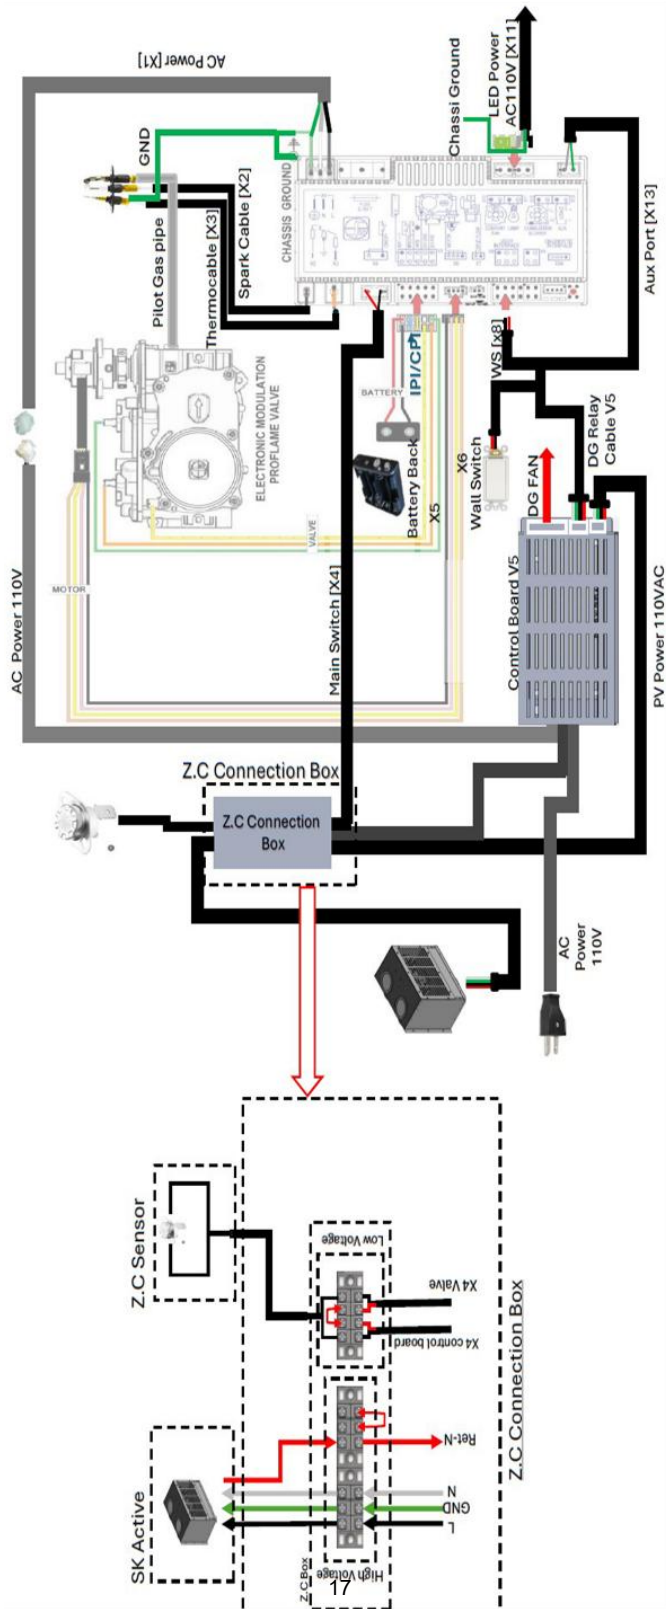 AC Power [X1]
LED Power
AC110V [X11]
Chassi Ground
GND
CHASSIS GROUND
Pilot Gas pipe
Thermocable [X3]
Spark Cable [X2]
Aux Port [X13]
ELECTRONIC MODULATION
PROFLAME VALVE
BATTERY
IPI/CPI
WS [x8]
Battery Back
X5
X6
Wall Switch
DG Relay
Cable V5
DG FAN
VALVE
MOTOR
AC Power 110V
Main Switch [X4]
Control Board V5
PV Power 110VAC
Z.C Connection Box
Z.C Connection
Box
AC
Power
110V
Z.C Sensor
Low Voltage
X4 Valve
X4 control board
Z.C Connection Box
SK Active
Ret-N
N
GND
L
High Voltage
Z.C Box
17